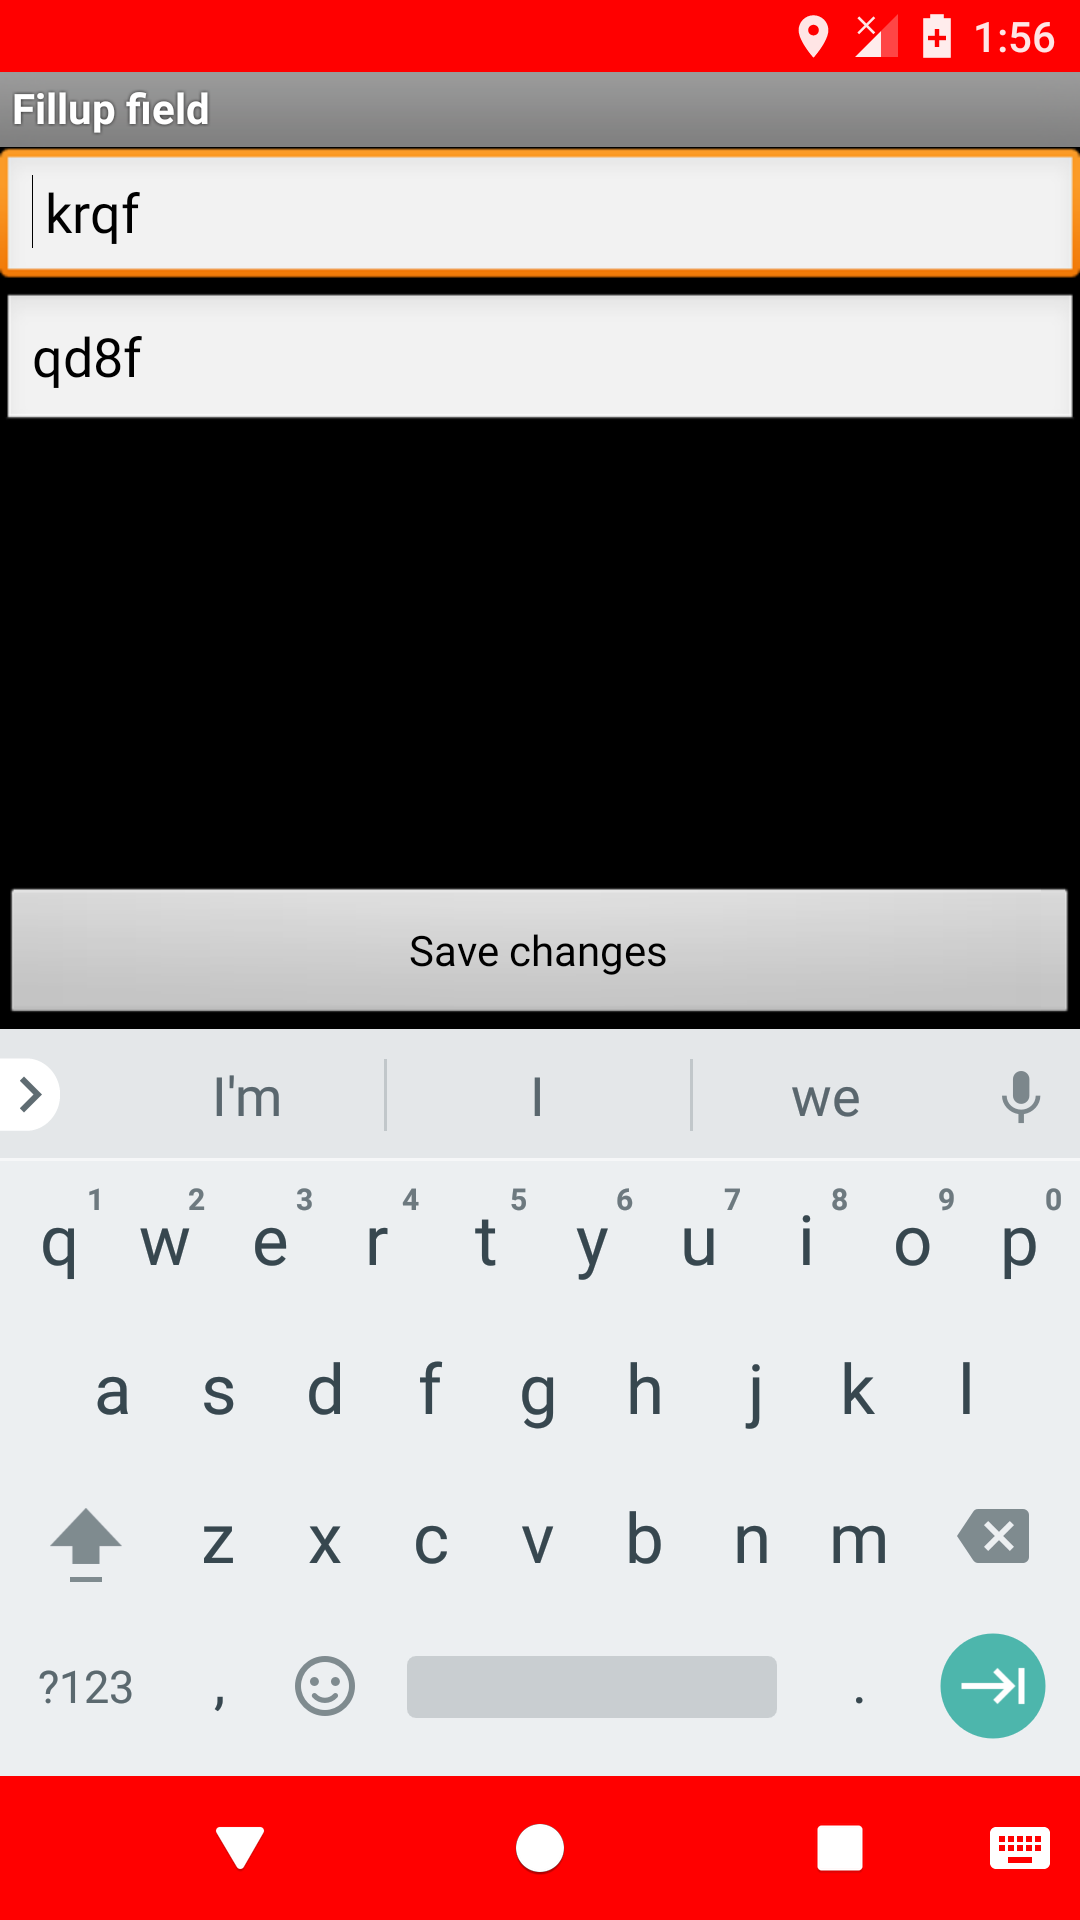 1:56
Fillup field
krqf
qd8f
Save changes
I'm I we
1 2 3 4 5 6 7 8 9 0
q w e r t y u i o p
a s d f g h j k l
z x c v b n m
?123 , .